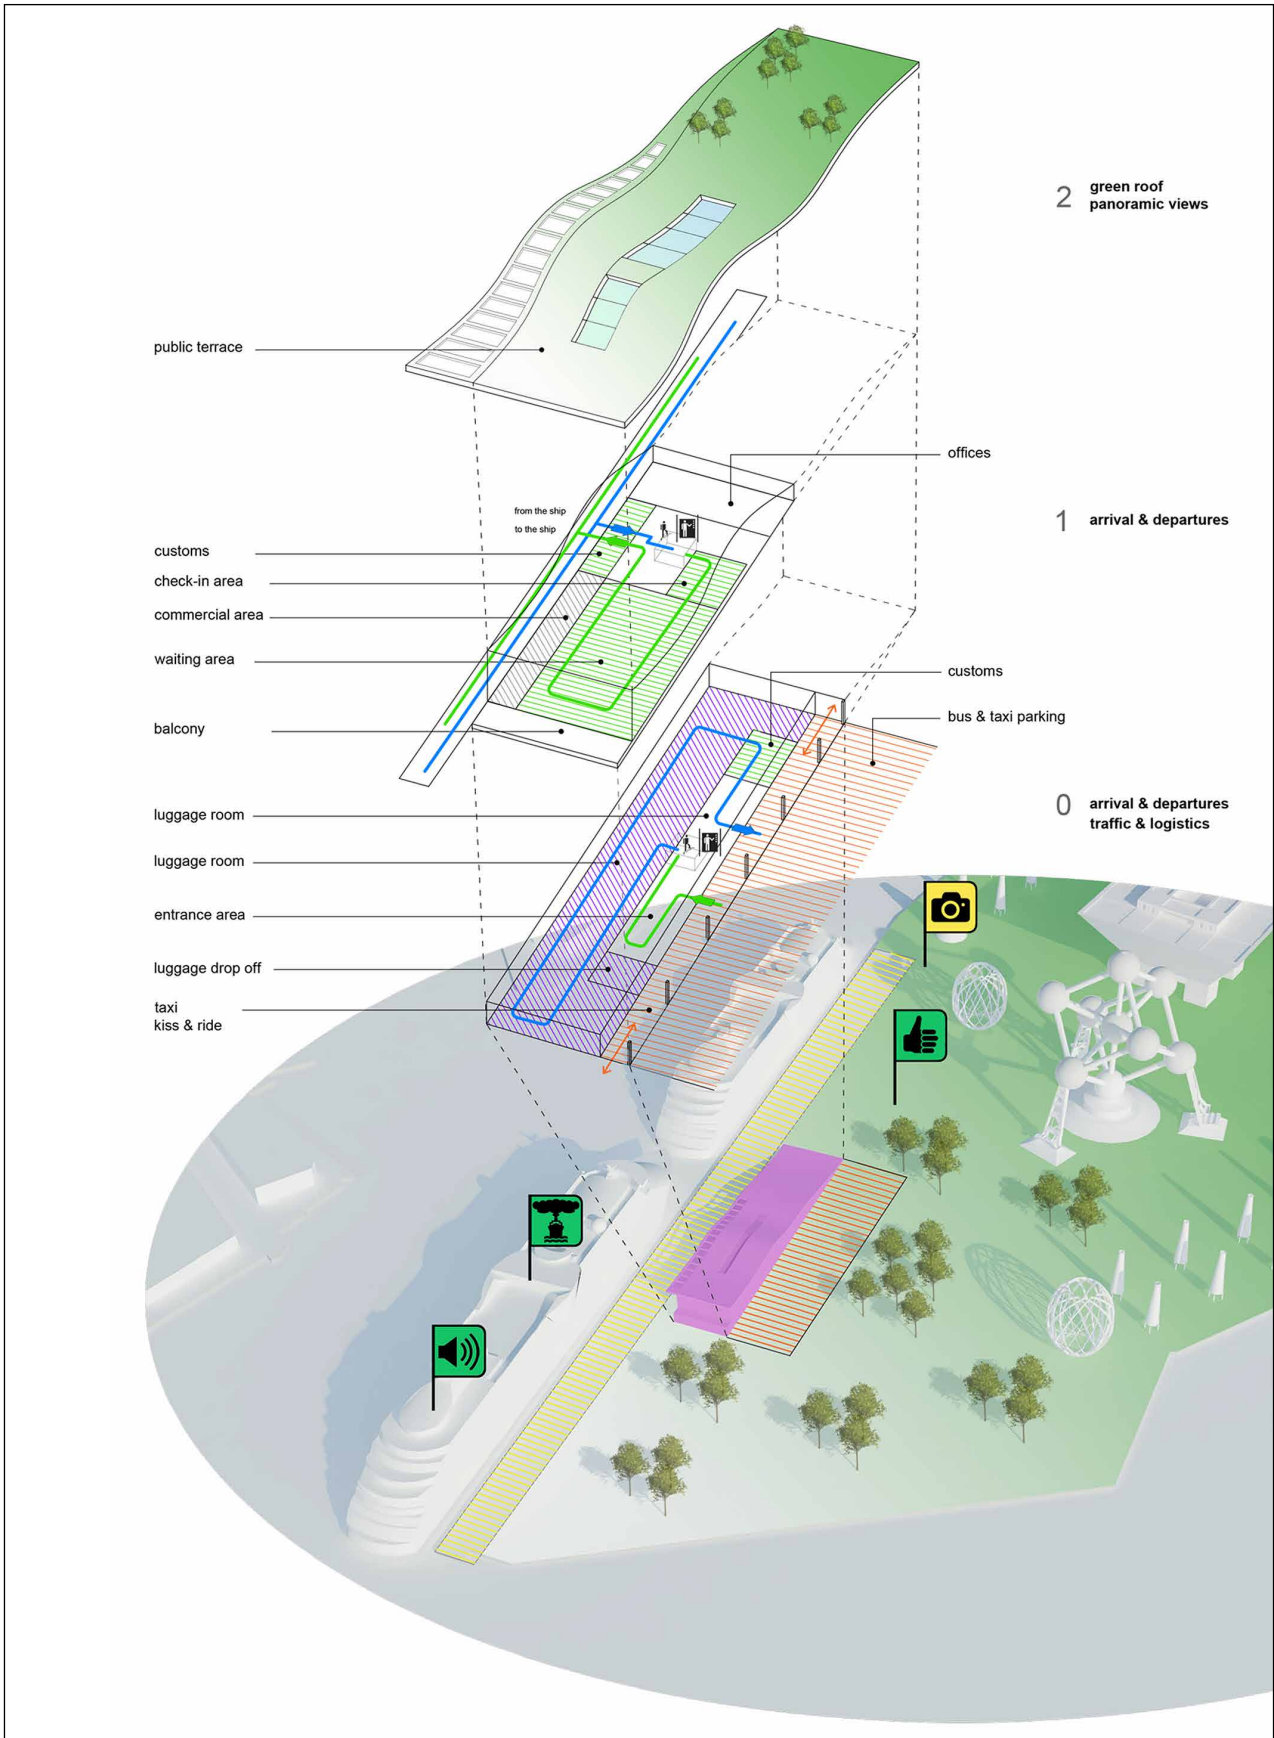 2
green roof
panoramic views
public terrace
offices
from the ship
to the ship
1
arrival & departures
customs
check-in area
commercial area
waiting area
customs
bus & taxi parking
balcony
0
arrival & departures
traffic & logistics
luggage room
luggage room
entrance area
luggage drop off
taxi
kiss & ride